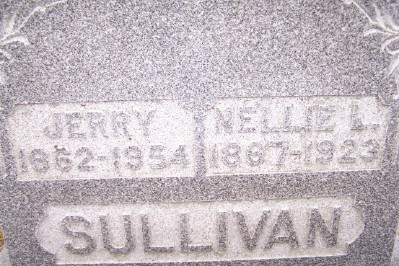 JERRY
1862-1954
NELLIE L.
1867-1923
SULLIVAN